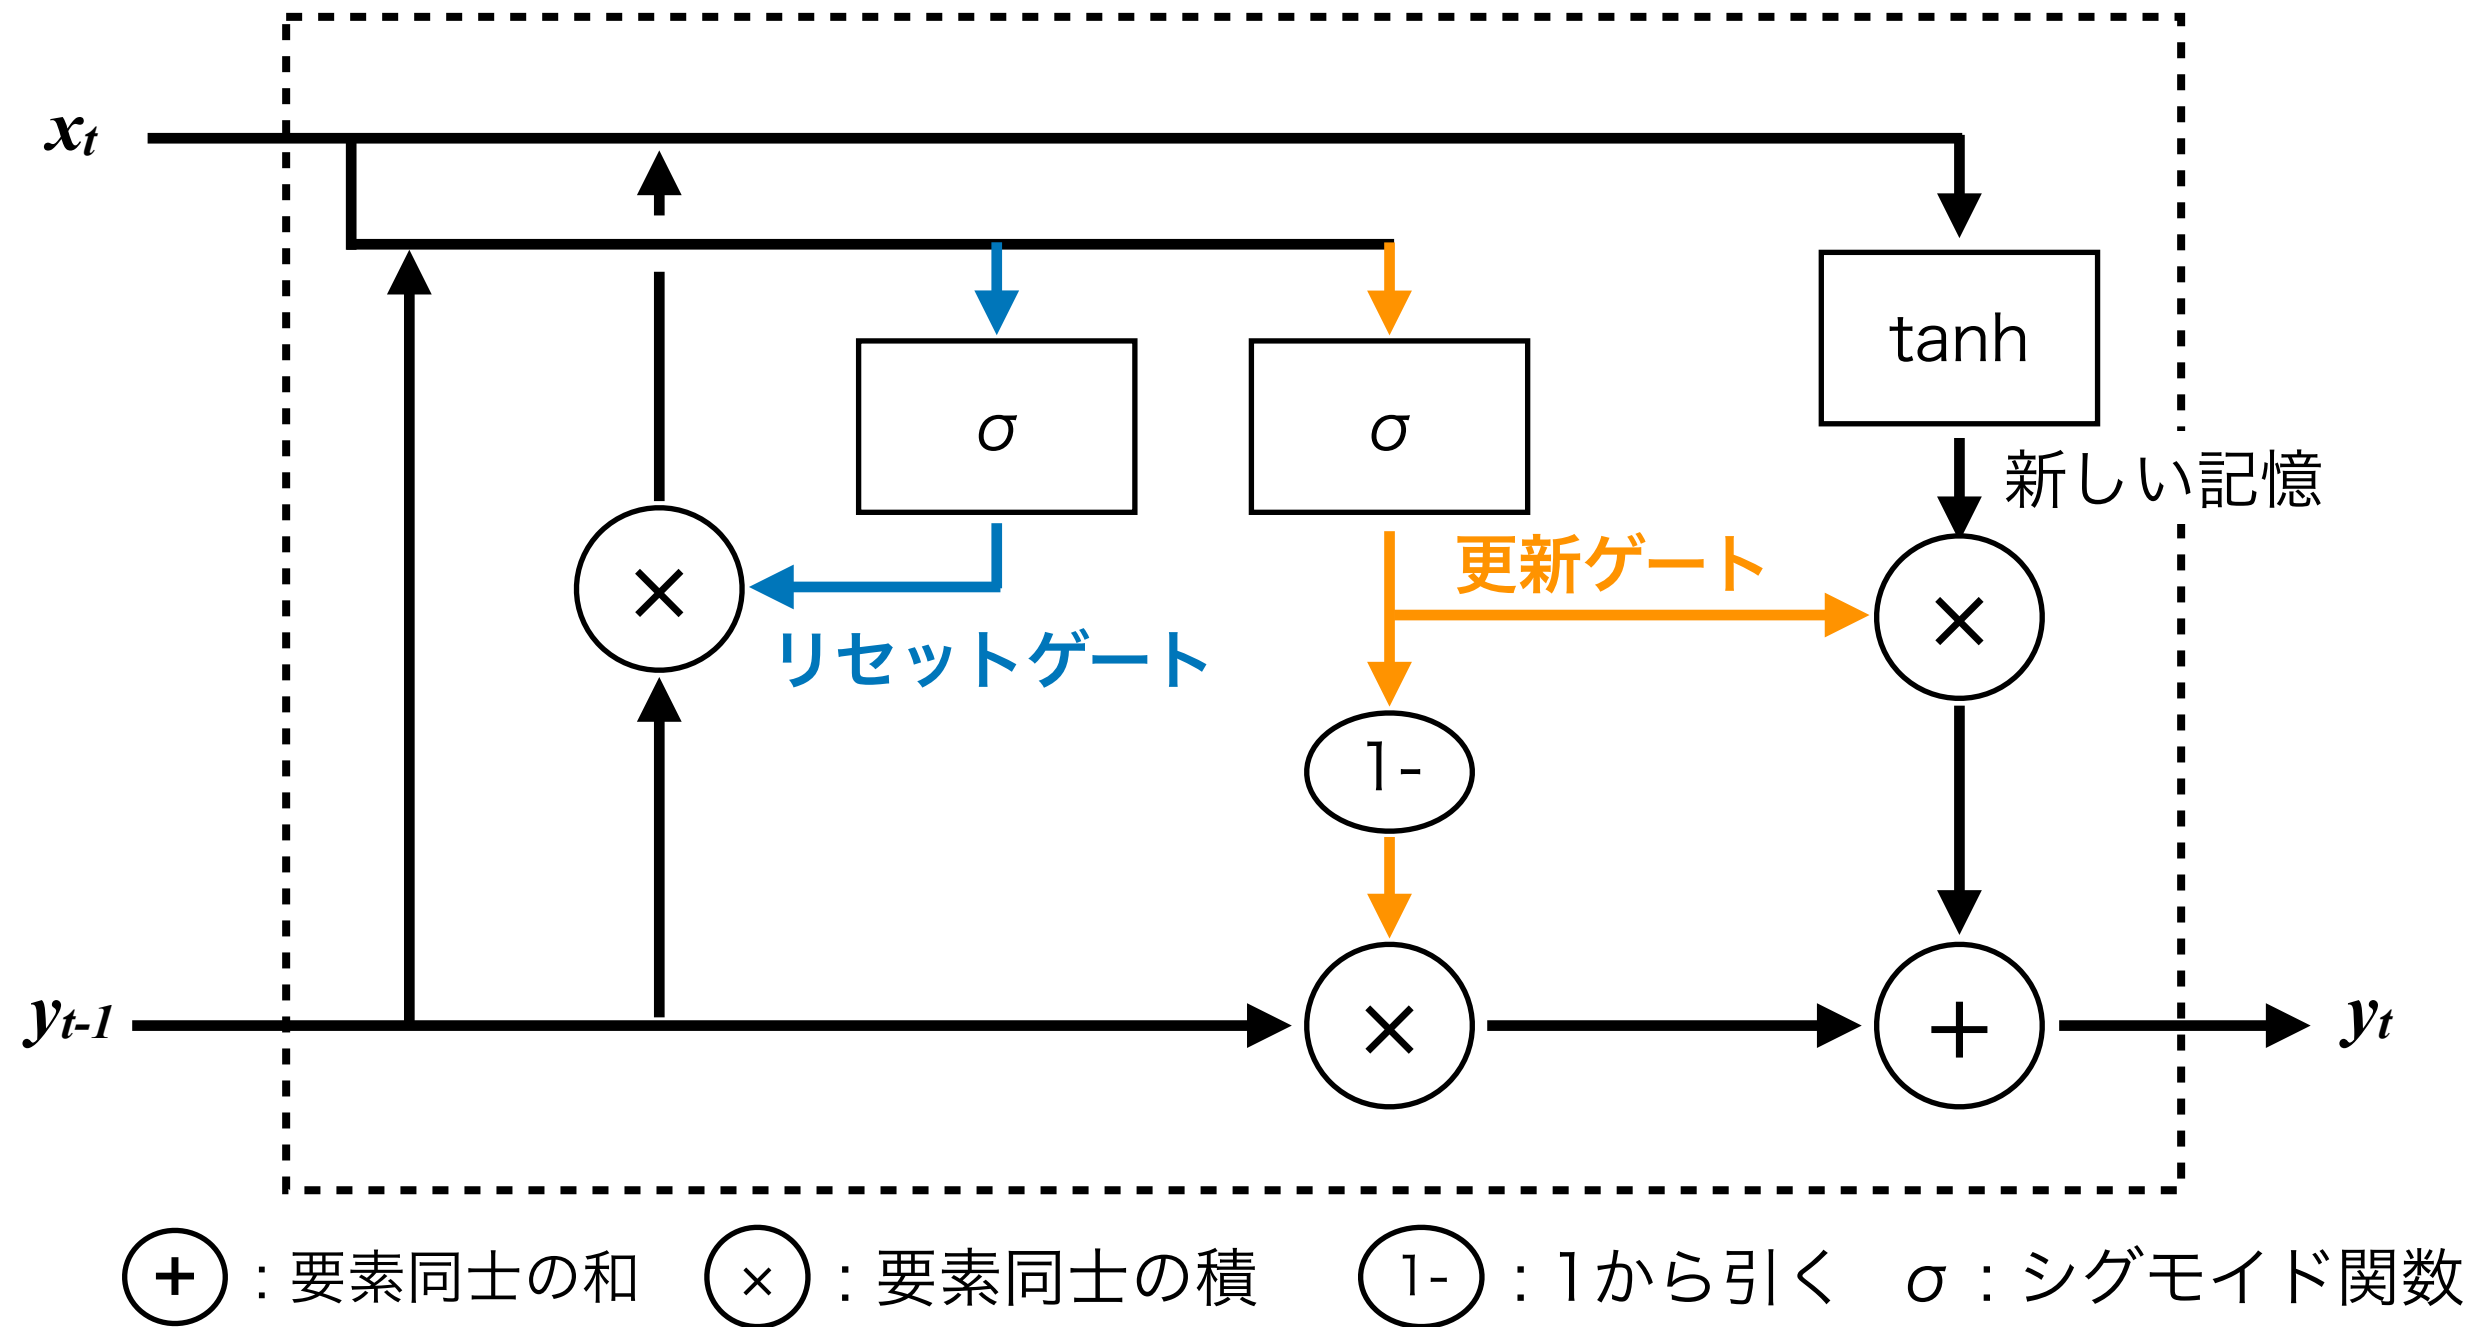 xt
tanh
σ
σ
新しい記憶
更新ゲート
×
×
リセットゲート
1-
yt-1
×
+
yt
+ : 要素同士の和 × : 要素同士の積 1- : 1から引く σ : シグモイド関数